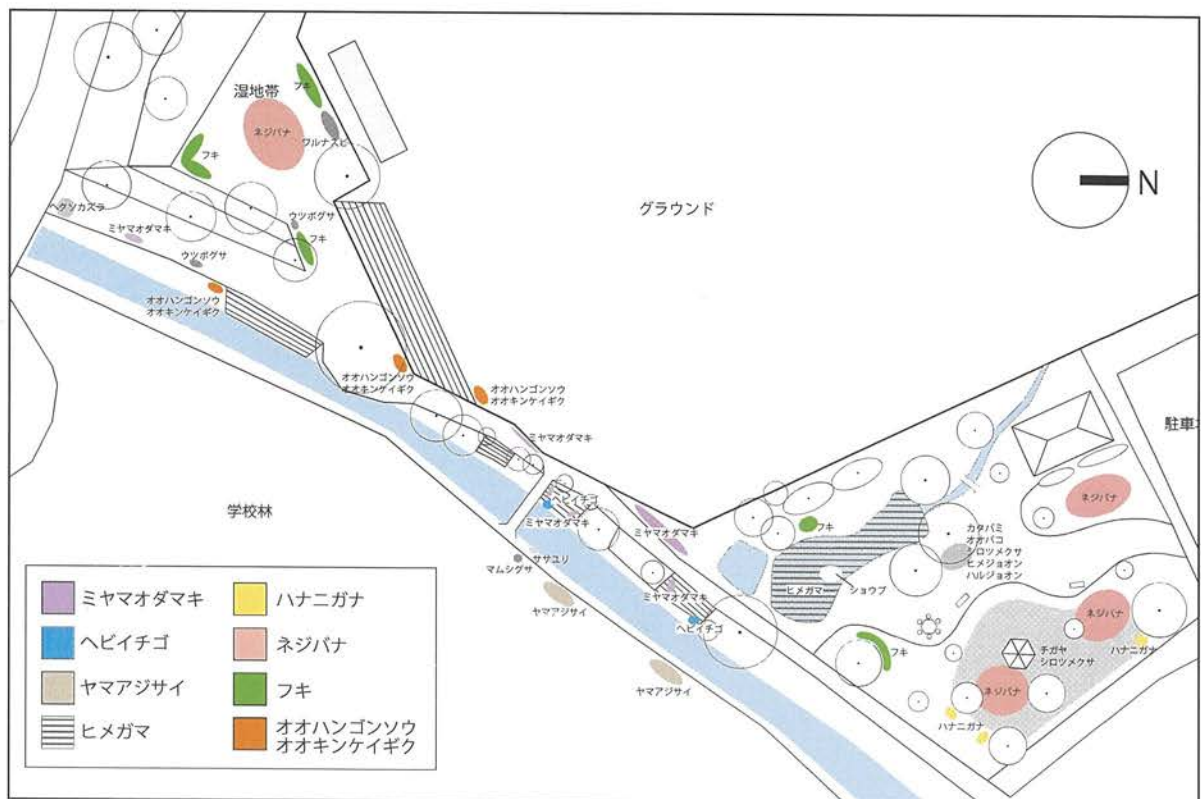 湿地帯
フキ
ネジバナ
ワルナスビ
フキ
グラウンド
N
ヘクソカズラ
ミヤマオダマキ
ウツボグサ
フキ
ウツボグサ
オオハンゴンソウ
オオキンケイギク
オオハンゴンソウ
オオキンケイギク
オオハンゴンソウ
オオキンケイギク
ミヤマオダマキ
駐車
学校林
ヘビイチゴ
ミヤマオダマキ
ミヤマオダマキ
フキ
ネジバナ
カタバミ
オオバコ
シロツメクサ
ヒメジョオン
ハルジョオン
ササユリ
マムシグサ
ヤマアジサイ
ミヤマオダマキ
ヘビイチゴ
ヒメガマ
ショウブ
ネジバナ
ハナニガナ
チガヤ
シロツメクサ
フキ
ヤマアジサイ
ネジバナ
ハナニガナ
ミヤマオダマキ
ハナニガナ
ヘビイチゴ
ネジバナ
ヤマアジサイ
フキ
ヒメガマ
オオハンゴンソウ
オオキンケイギク